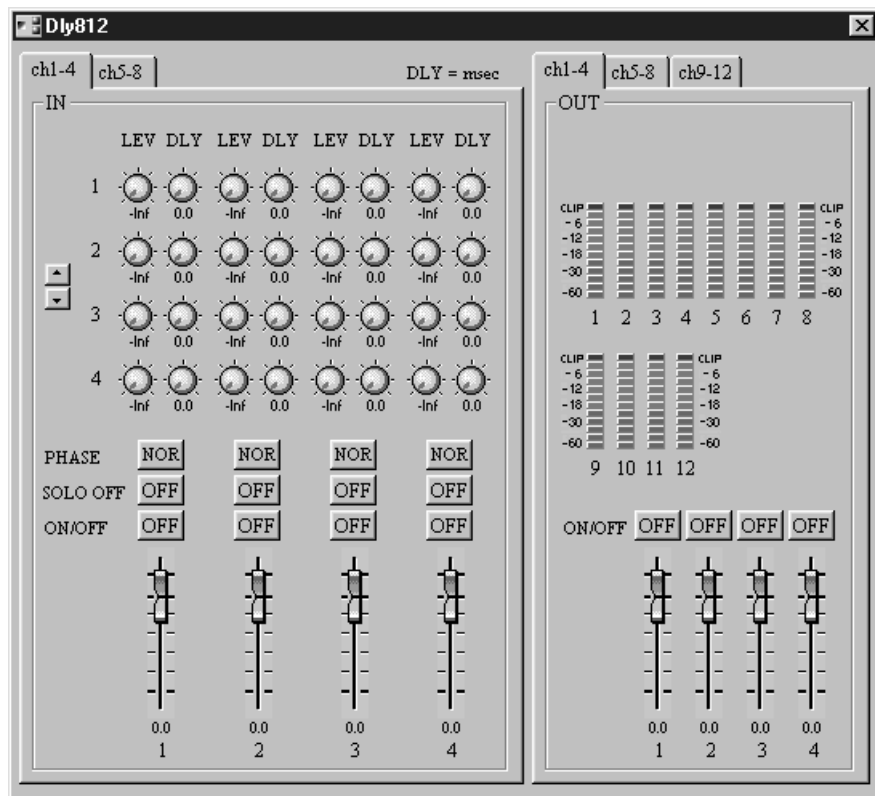 Dly812
ch1-4 ch5-8 DLY = msec
IN
LEV DLY LEV DLY LEV DLY LEV DLY
1
-Inf 0.0 -Inf 0.0 -Inf 0.0 -Inf 0.0
2
-Inf 0.0 -Inf 0.0 -Inf 0.0 -Inf 0.0
3
-Inf 0.0 -Inf 0.0 -Inf 0.0 -Inf 0.0
4
-Inf 0.0 -Inf 0.0 -Inf 0.0 -Inf 0.0
PHASE NOR NOR NOR NOR
SOLO OFF OFF OFF OFF OFF
ON/OFF OFF OFF OFF OFF
0.0 0.0 0.0 0.0
1 2 3 4
ch1-4 ch5-8 ch9-12
OUT
CLIP CLIP
-6 -6
-12 -12
-18 -18
-30 -30
-60 -60
1 2 3 4 5 6 7 8
CLIP CLIP
-6 -6
-12 -12
-18 -18
-30 -30
-60 -60
9 10 11 12
ON/OFF OFF OFF OFF OFF
0.0 0.0 0.0 0.0
1 2 3 4